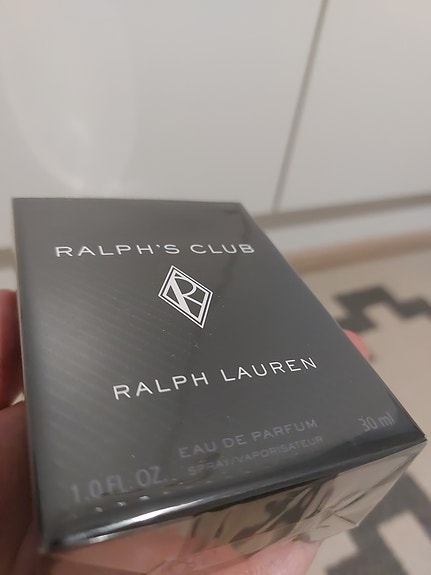 RALPH'S CLUB
R
RALPH LAUREN
EAU DE PARFUM
SPRAY/VAPORISATEUR
1.0 FL. OZ.
30 ml